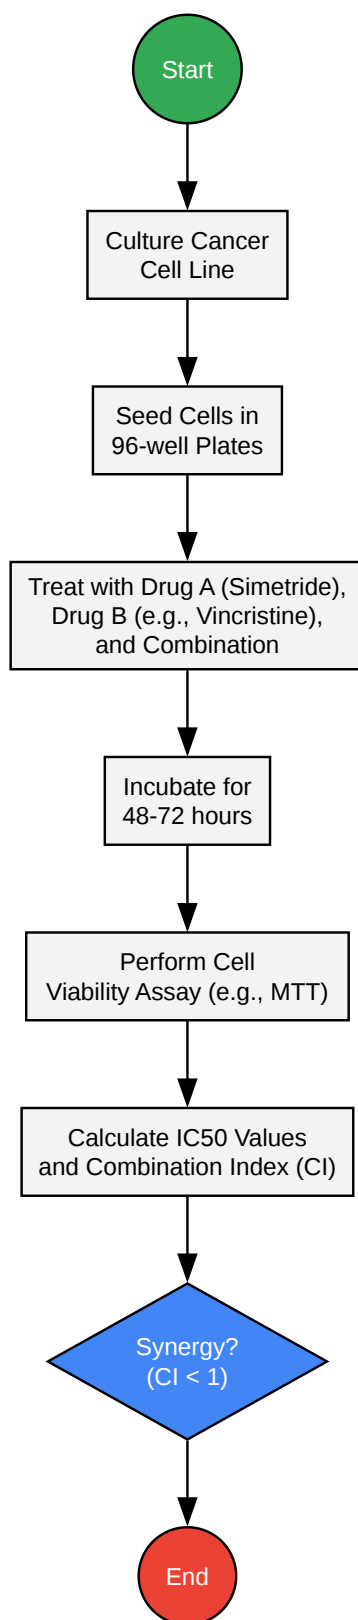 Start
Culture Cancer
Cell Line
Seed Cells in
96-well Plates
Treat with Drug A (Simetride),
Drug B (e.g., Vincristine),
and Combination
Incubate for
48-72 hours
Perform Cell
Viability Assay (e.g., MTT)
Calculate IC50 Values
and Combination Index (CI)
Synergy?
(CI < 1)
End